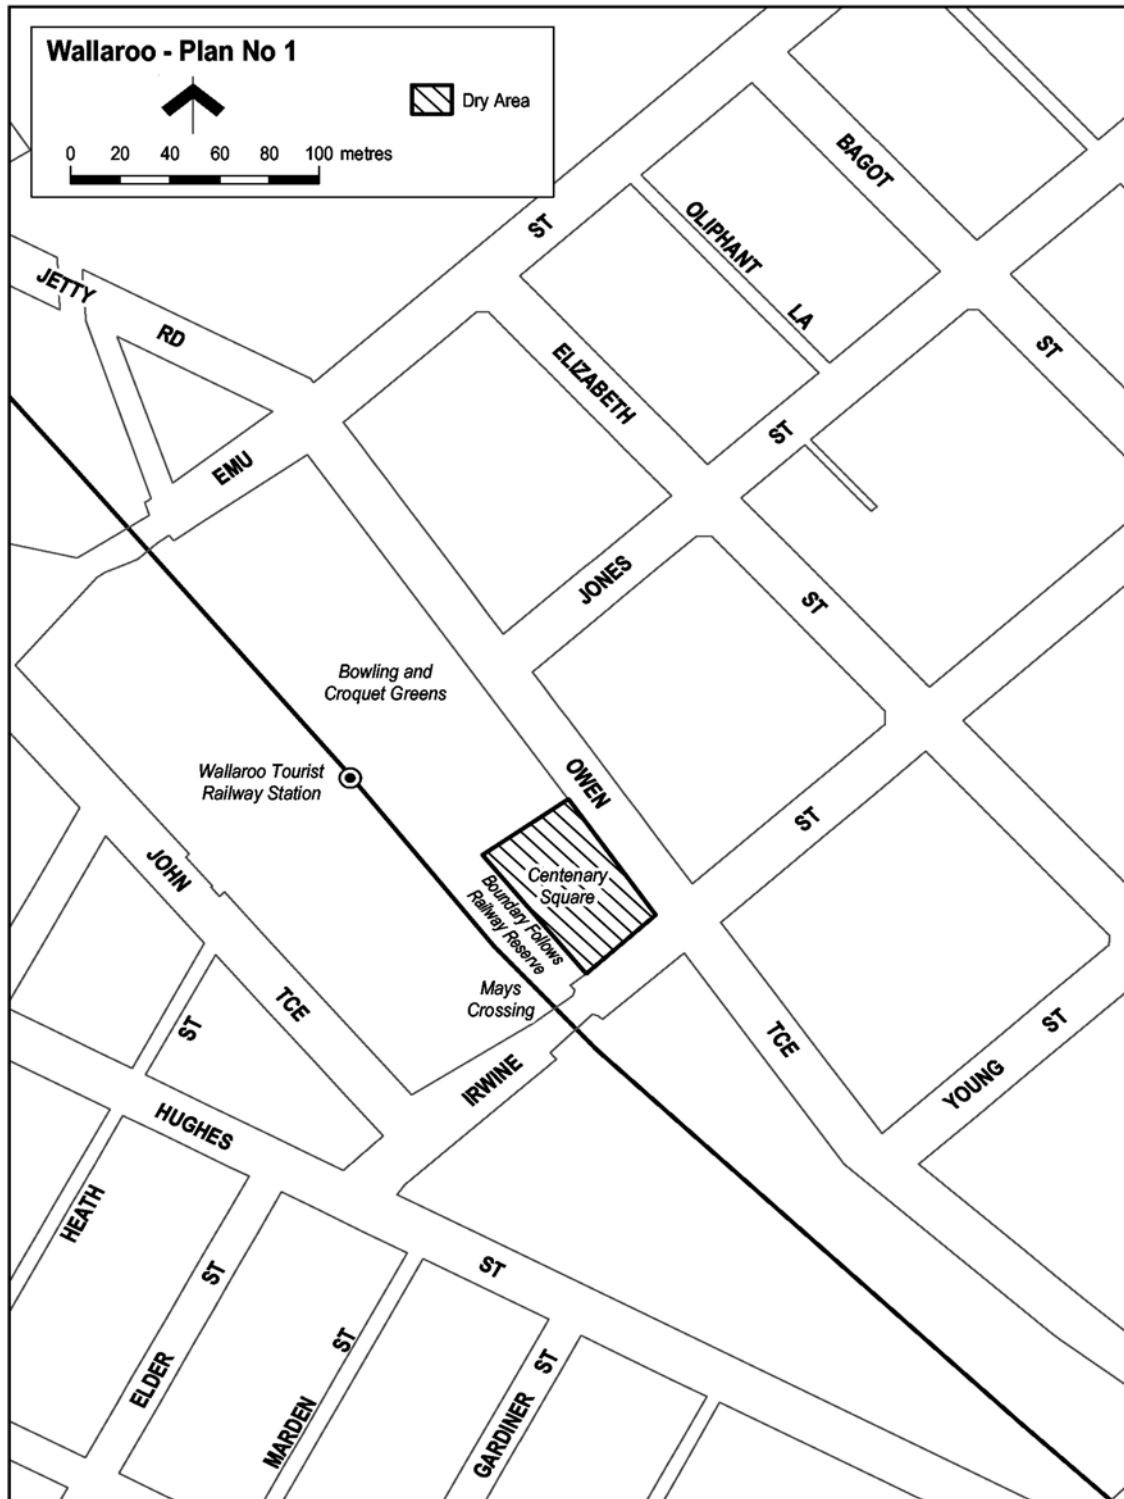 Wallaroo - Plan No 1
Dry Area
0 20 40 60 80 100 metres
BAGOT
ST
OLIPHANT
LA
ST
JETTY
RD
ELIZABETH
ST
ST
EMU
JONES
ST
Bowling and
Croquet Greens
OWEN
Wallaroo Tourist
Railway Station
ST
JOHN
Centenary
Square
Boundary Follows
Railway Reserve
Mays
Crossing
TCE
ST
TCE
ST
IRWINE
YOUNG
HUGHES
HEATH
ST
ST
ST
ST
ELDER
MARDEN
GARDINER